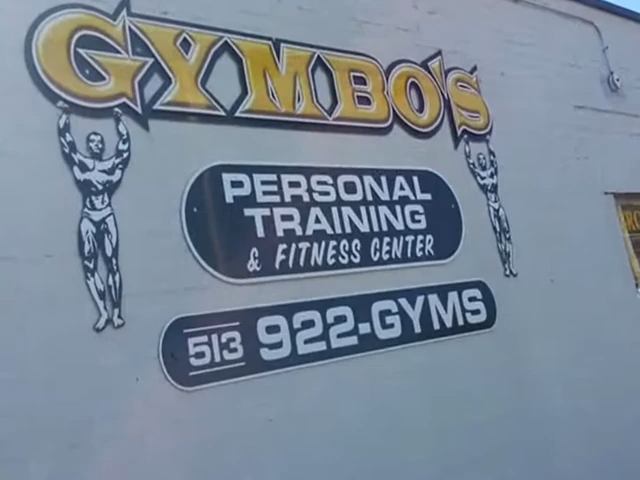 GYMBO'S
PERSONAL
TRAINING
& FITNESS CENTER
513 922-GYMS